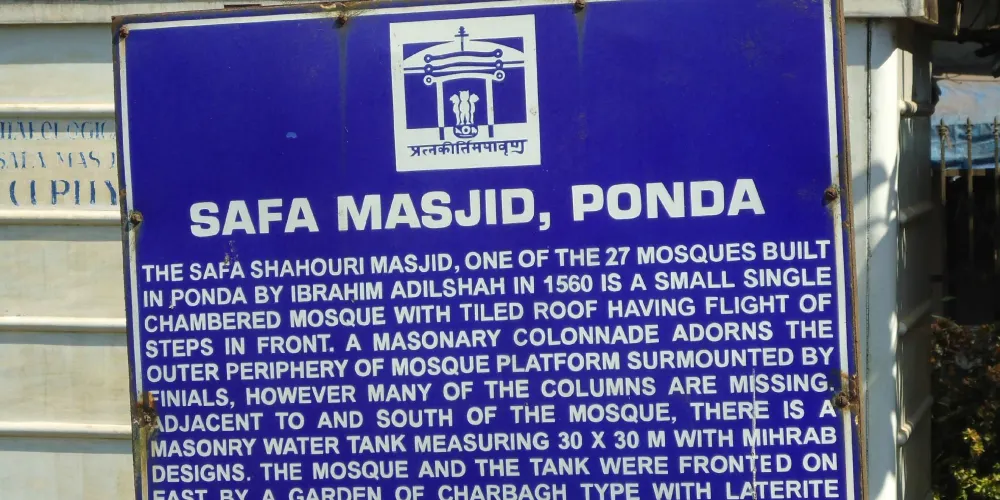 प्रत्नकीर्तिमपावृणु
SAFA MASJID, PONDA
THE SAFA SHAHOURI MASJID, ONE OF THE 27 MOSQUES BUILT
IN PONDA BY IBRAHIM ADILSHAH IN 1560 IS A SMALL SINGLE
CHAMBERED MOSQUE WITH TILED ROOF HAVING FLIGHT OF
STEPS IN FRONT. A MASONARY COLONNADE ADORNS THE
OUTER PERIPHERY OF MOSQUE PLATFORM SURMOUNTED BY
FINIALS, HOWEVER MANY OF THE COLUMNS ARE MISSING.
ADJACENT TO AND SOUTH OF THE MOSQUE, THERE IS A
MASONRY WATER TANK MEASURING 30 X 30 M WITH MIHRAB
DESIGNS. THE MOSQUE AND THE TANK WERE FRONTED ON
EAST BY A GARDEN OF CHARBAGH TYPE WITH LATERITE